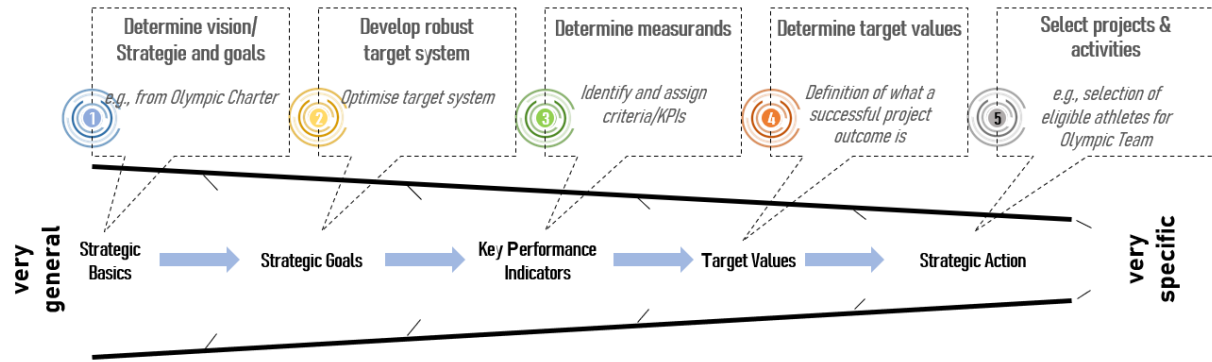 Determine vision/
Strategie and goals
e.g., from Olympic Charter
1
Develop robust
target system
Optimise target system
2
Determine measurands
Identify and assign
criteria/KPIs
3
Determine target values
Definition of what a
successful project
outcome is
4
Select projects &
activities
e.g., selection of
eligible athletes for
Olympic Team
5
very
general
Strategic
Basics
Strategic Goals
Key Performance
Indicators
Target Values
Strategic Action
very
specific